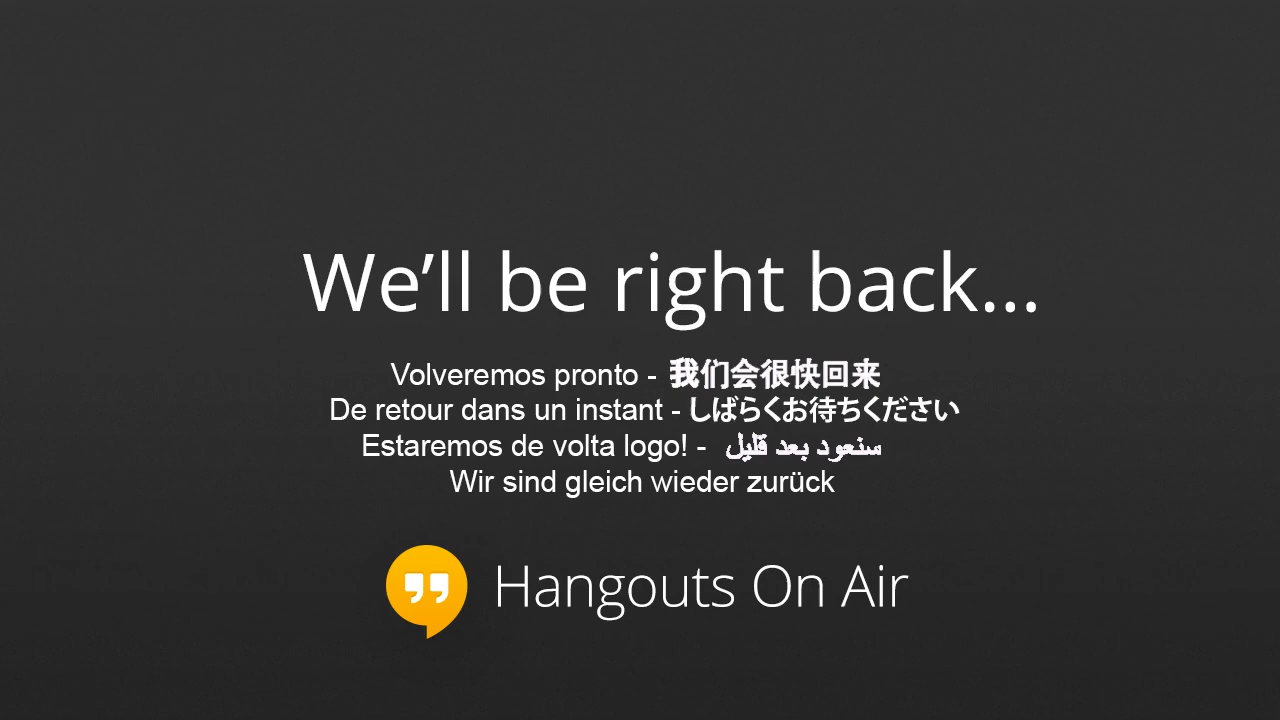 We’ll be right back...
Volveremos pronto - 我们会很快回来
De retour dans un instant - しばらくお待ちください
Estaremos de volta logo! - سنعود بعد قليل
Wir sind gleich wieder zurück
Hangouts On Air